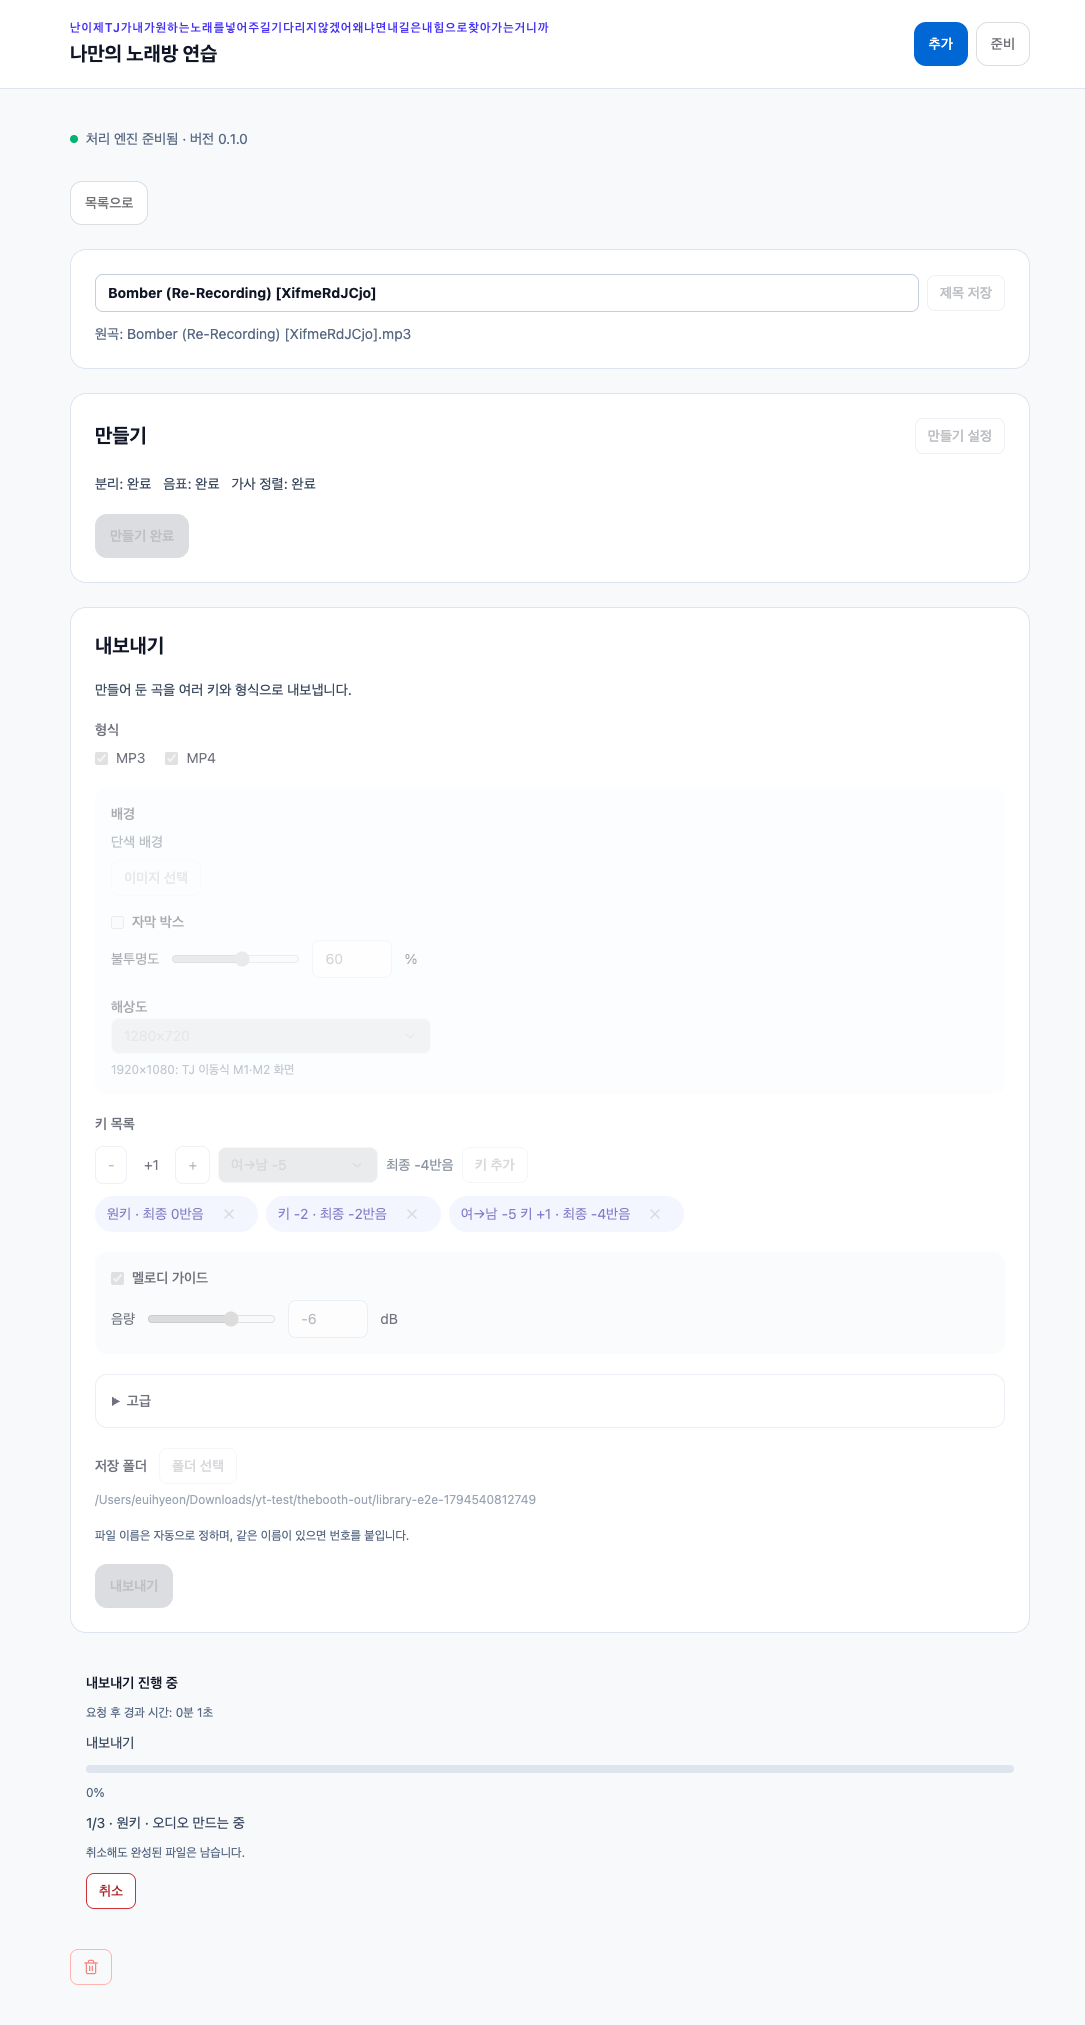 난이제TJ가내가원하는노래를넣어주길기다리지않겠어왜냐면내길은내힘으로찾아가는거니까
나만의 노래방 연습
추가
준비
처리 엔진 준비됨 · 버전 0.1.0
목록으로
Bomber (Re-Recording) [XifmeRdJCjo]
제목 저장
원곡: Bomber (Re-Recording) [XifmeRdJCjo].mp3
만들기
만들기 설정
분리: 완료 음표: 완료 가사 정렬: 완료
만들기 완료
내보내기
만들어 둔 곡을 여러 키와 형식으로 내보냅니다.
형식
MP3 MP4
배경
단색 배경
이미지 선택
자막 박스
불투명도 60 %
해상도
1280×720
1920×1080: TJ 이동식 M1·M2 화면
키 목록
- +1 + 여→남 -5 최종 -4반음 키 추가
원키 · 최종 0반음 × 키 -2 · 최종 -2반음 × 여→남 -5 키 +1 · 최종 -4반음 ×
멜로디 가이드
음량 -6 dB
고급
저장 폴더 폴더 선택
/Users/euihyeon/Downloads/yt-test/thebooth-out/library-e2e-1794540812749
파일 이름은 자동으로 정하며, 같은 이름이 있으면 번호를 붙입니다.
내보내기
내보내기 진행 중
요청 후 경과 시간: 0분 1초
내보내기
0%
1/3 · 원키 · 오디오 만드는 중
취소해도 완성된 파일은 남습니다.
취소